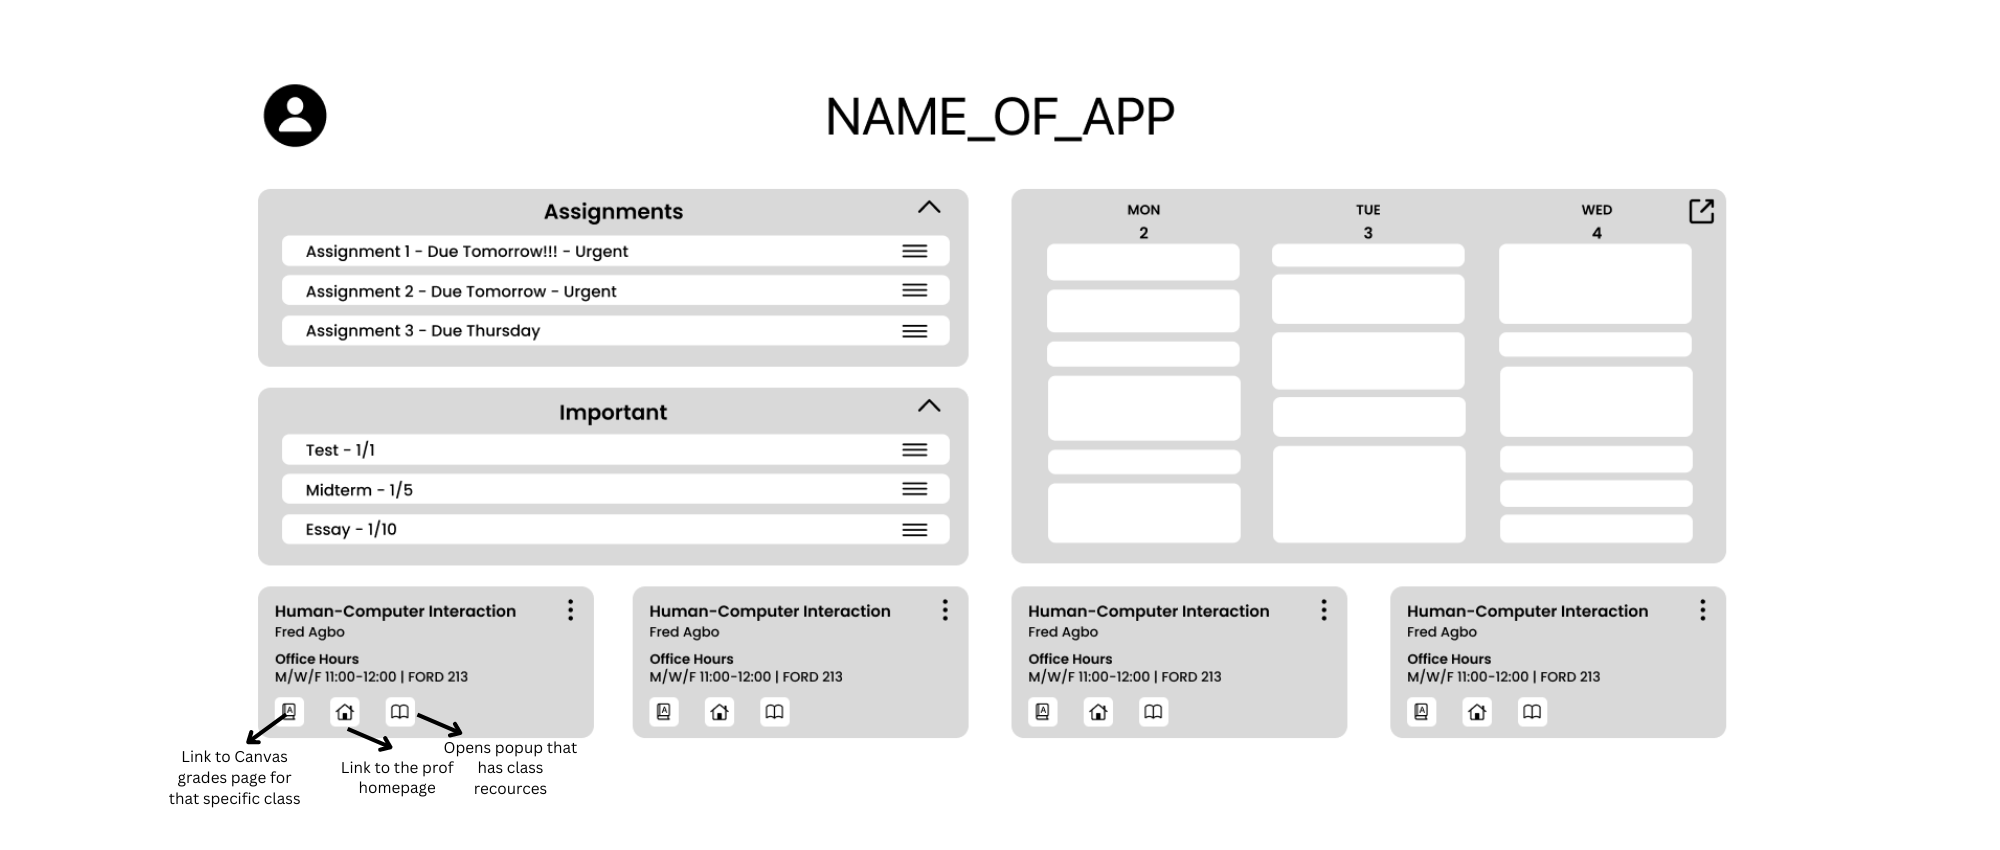 NAME_OF_APP
Assignments
Assignment 1 - Due Tomorrow!!! - Urgent
Assignment 2 - Due Tomorrow - Urgent
Assignment 3 - Due Thursday
Important
Test - 1/1
Midterm - 1/5
Essay - 1/10
MON
2
TUE
3
WED
4
Human-Computer Interaction
Fred Agbo
Office Hours
M/W/F 11:00-12:00 | FORD 213
A
Human-Computer Interaction
Fred Agbo
Office Hours
M/W/F 11:00-12:00 | FORD 213
A
Human-Computer Interaction
Fred Agbo
Office Hours
M/W/F 11:00-12:00 | FORD 213
A
Human-Computer Interaction
Fred Agbo
Office Hours
M/W/F 11:00-12:00 | FORD 213
A
Link to Canvas
grades page for
that specific class
Link to the prof
homepage
Opens popup that
has class
recources